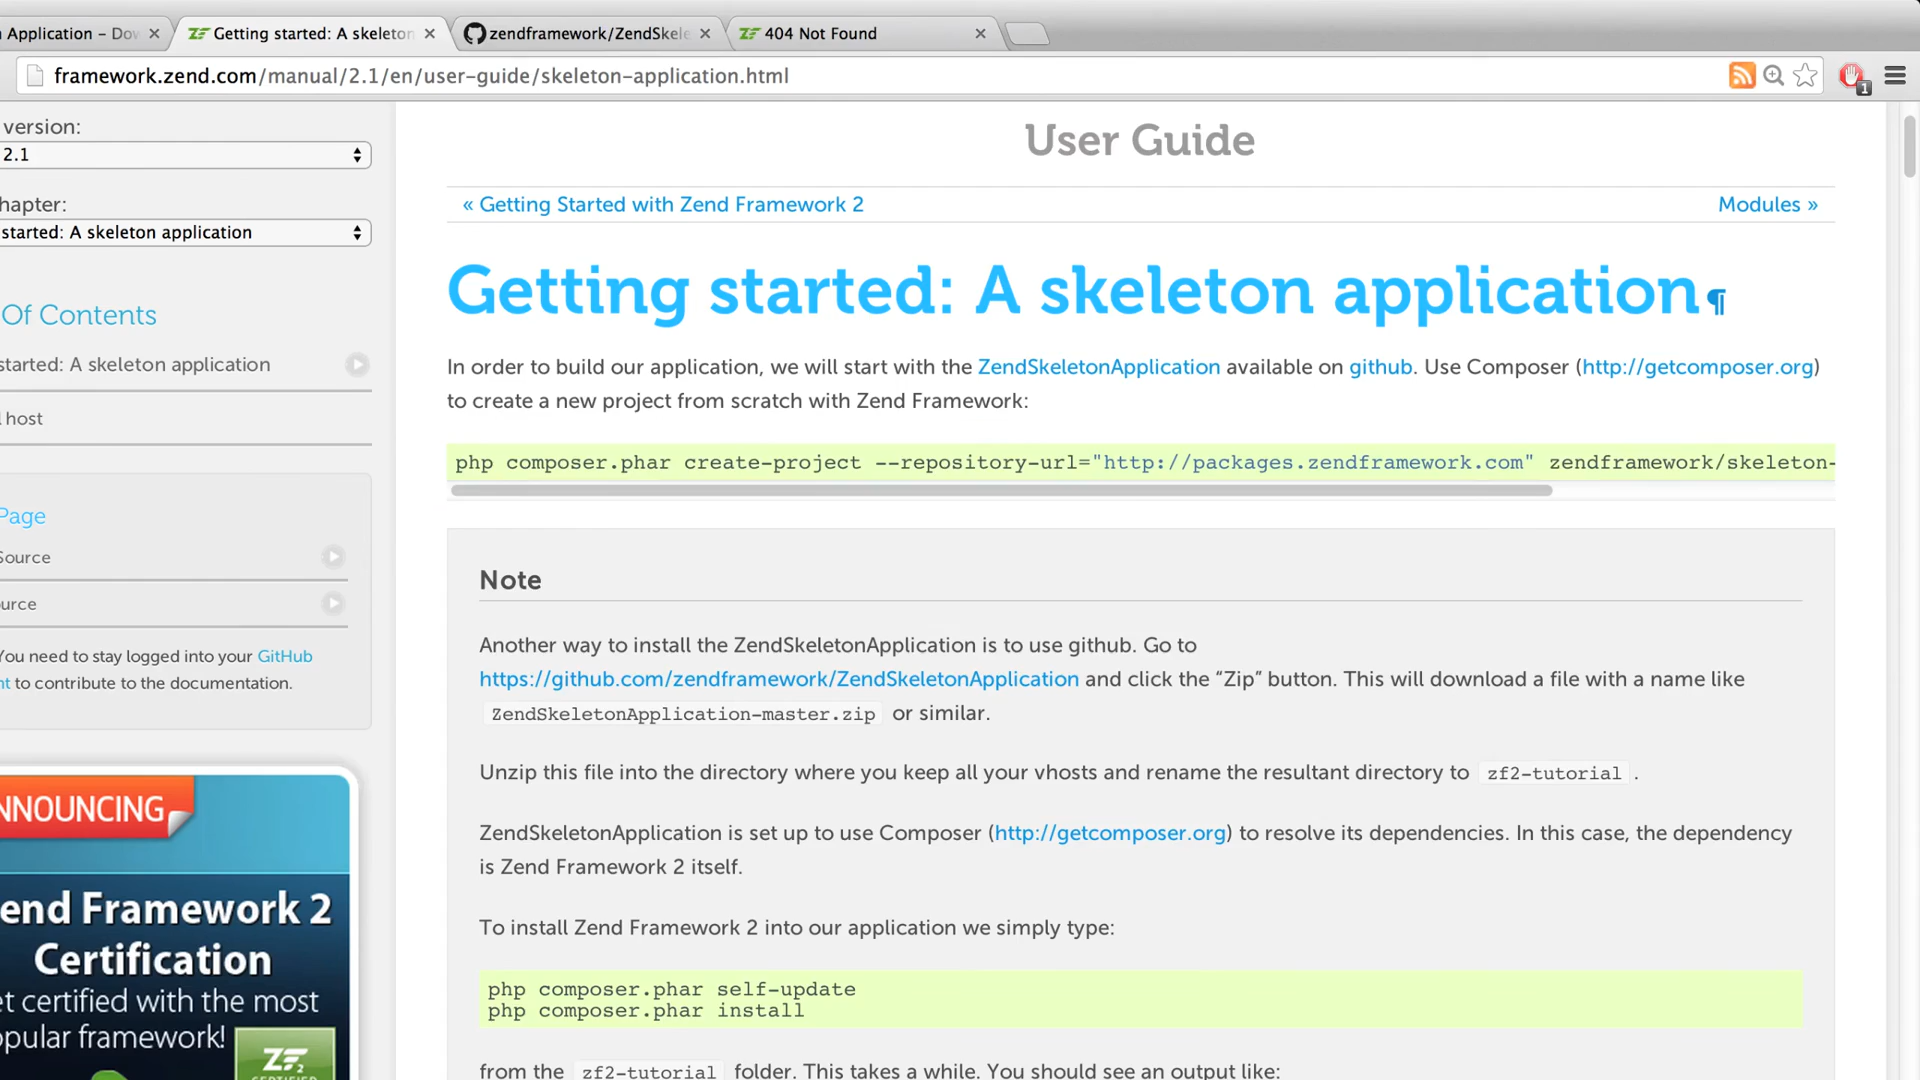 Application – Dow
Getting started: A skeleton
zendframework/ZendSkele
404 Not Found
framework.zend.com/manual/2.1/en/user-guide/skeleton-application.html
1
version:
2.1
hapter:
started: A skeleton application
Of Contents
started: A skeleton application
l host
Page
Source
urce
You need to stay logged into your GitHub
nt to contribute to the documentation.
NNOUNCING
end Framework 2
Certification
et certified with the most
opular framework!
ZF2
CERTIFIED
User Guide
« Getting Started with Zend Framework 2
Modules »
Getting started: A skeleton application¶
In order to build our application, we will start with the ZendSkeletonApplication available on github. Use Composer (http://getcomposer.org)
to create a new project from scratch with Zend Framework:
php composer.phar create-project --repository-url="http://packages.zendframework.com" zendframework/skeleton-
Note
Another way to install the ZendSkeletonApplication is to use github. Go to
https://github.com/zendframework/ZendSkeletonApplication and click the “Zip” button. This will download a file with a name like
ZendSkeletonApplication-master.zip or similar.
Unzip this file into the directory where you keep all your vhosts and rename the resultant directory to zf2-tutorial .
ZendSkeletonApplication is set up to use Composer (http://getcomposer.org) to resolve its dependencies. In this case, the dependency
is Zend Framework 2 itself.
To install Zend Framework 2 into our application we simply type:
php composer.phar self-update
php composer.phar install
from the zf2-tutorial folder. This takes a while. You should see an output like: